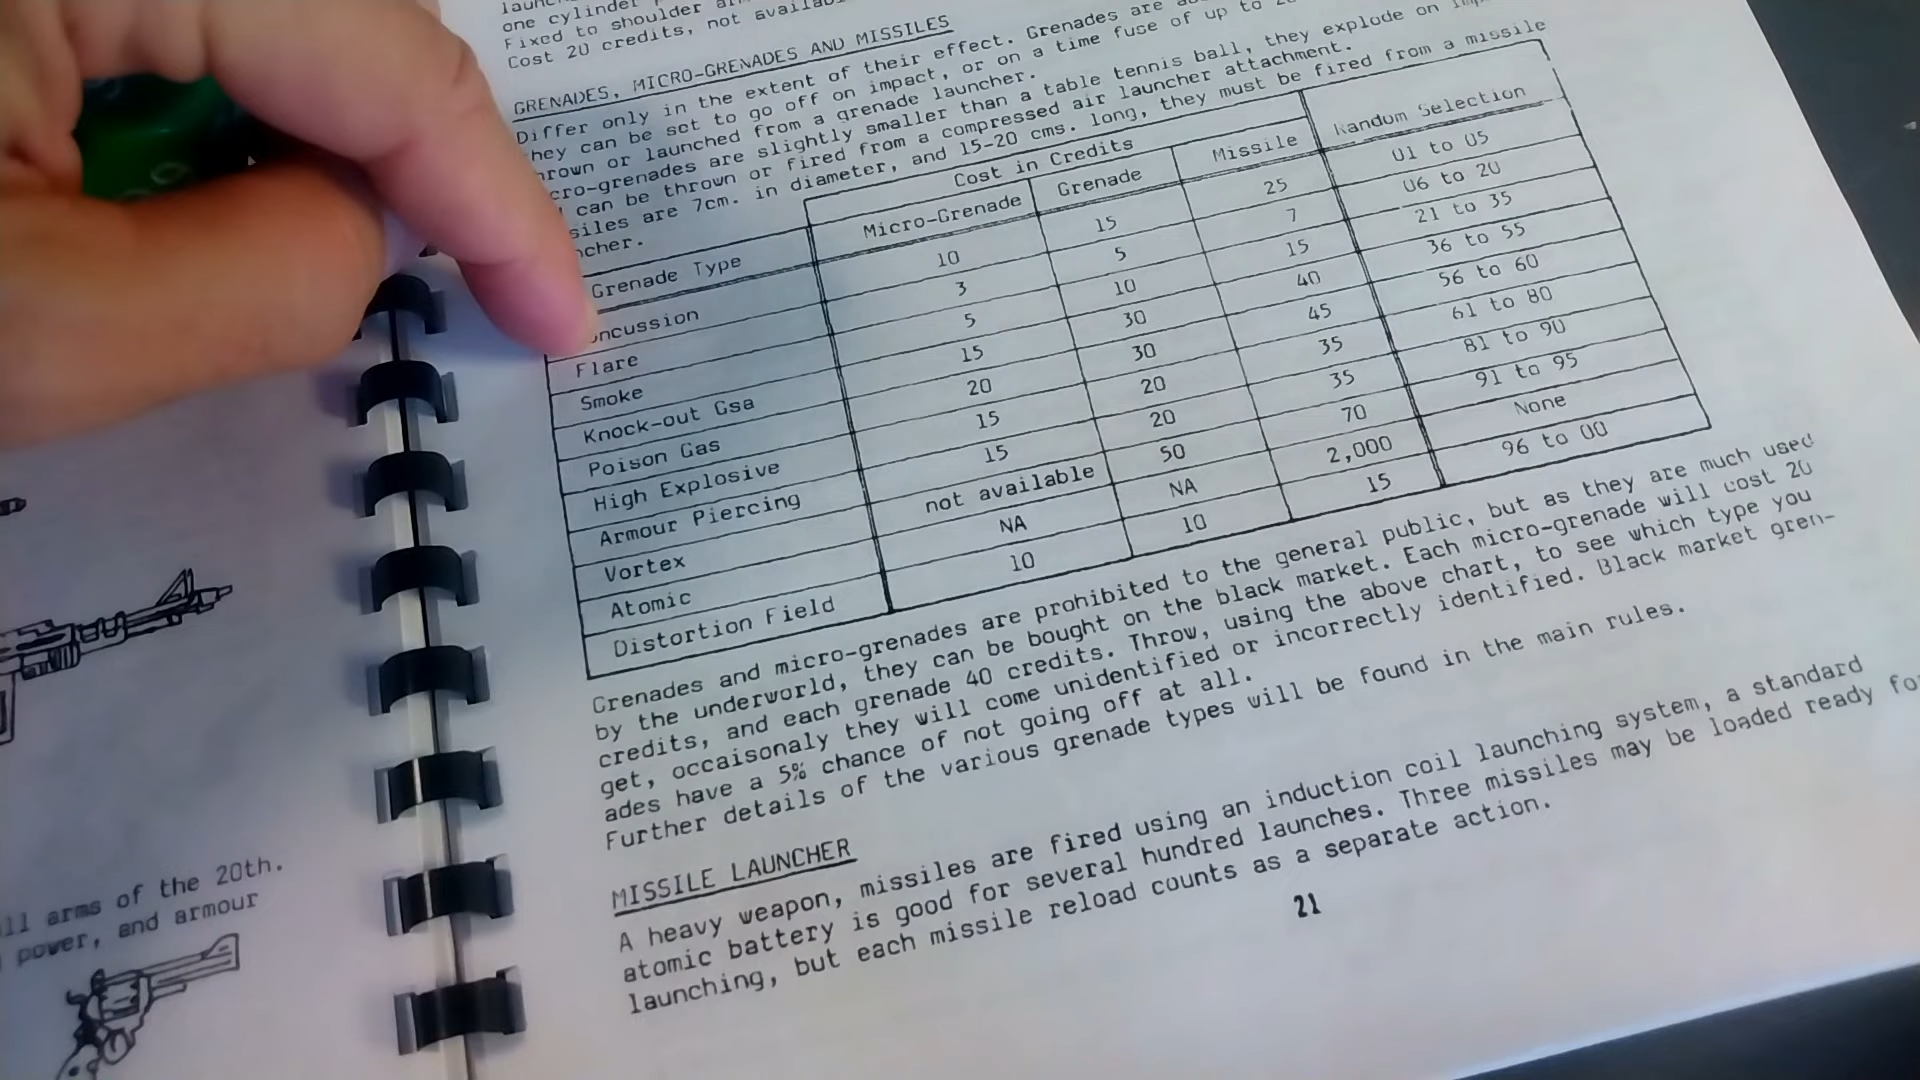 ll arms of the 20th.
power, and armour
one cylinder
Fixed to shoulder
Cost 20 credits, not
GRENADES, MICRO-GRENADES AND MISSILES
Differ only in the extent of their effect. Grenades are
hey can be set to go off on impact, or on a time fuse of up to
hrown or launched from a grenade launcher.
cro-grenades are slightly smaller than a table tennis ball, they explode on
can be thrown or fired from a compressed air launcher attachment.
siles are 7cm. in diameter, and 15-20 cms. long, they must be fired from a missile
ncher.
Cost in Credits
Grenade Type Micro-Grenade Grenade Missile Random Selection
oncussion 10 15 25 01 to 05
Flare 3 5 7 06 to 20
Smoke 5 10 15 21 to 35
Knock-out Gsa 15 30 40 36 to 55
Poison Gas 20 30 45 56 to 60
High Explosive 15 20 35 61 to 80
Armour Piercing 15 20 35 81 to 90
Vortex not available 50 70 91 to 95
Atomic NA NA 2,000 None
Distortion Field 10 10 15 96 to 00
Grenades and micro-grenades are prohibited to the general public, but as they are much used
by the underworld, they can be bought on the black market. Each micro-grenade will cost 20
credits, and each grenade 40 credits. Throw, using the above chart, to see which type you
get, occaisonaly they will come unidentified or incorrectly identified. Black market gren-
ades have a 5% chance of not going off at all.
Further details of the various grenade types will be found in the main rules.
MISSILE LAUNCHER
A heavy weapon, missiles are fired using an induction coil launching system, a standard
atomic battery is good for several hundred launches. Three missiles may be loaded ready fo
launching, but each missile reload counts as a separate action.
21